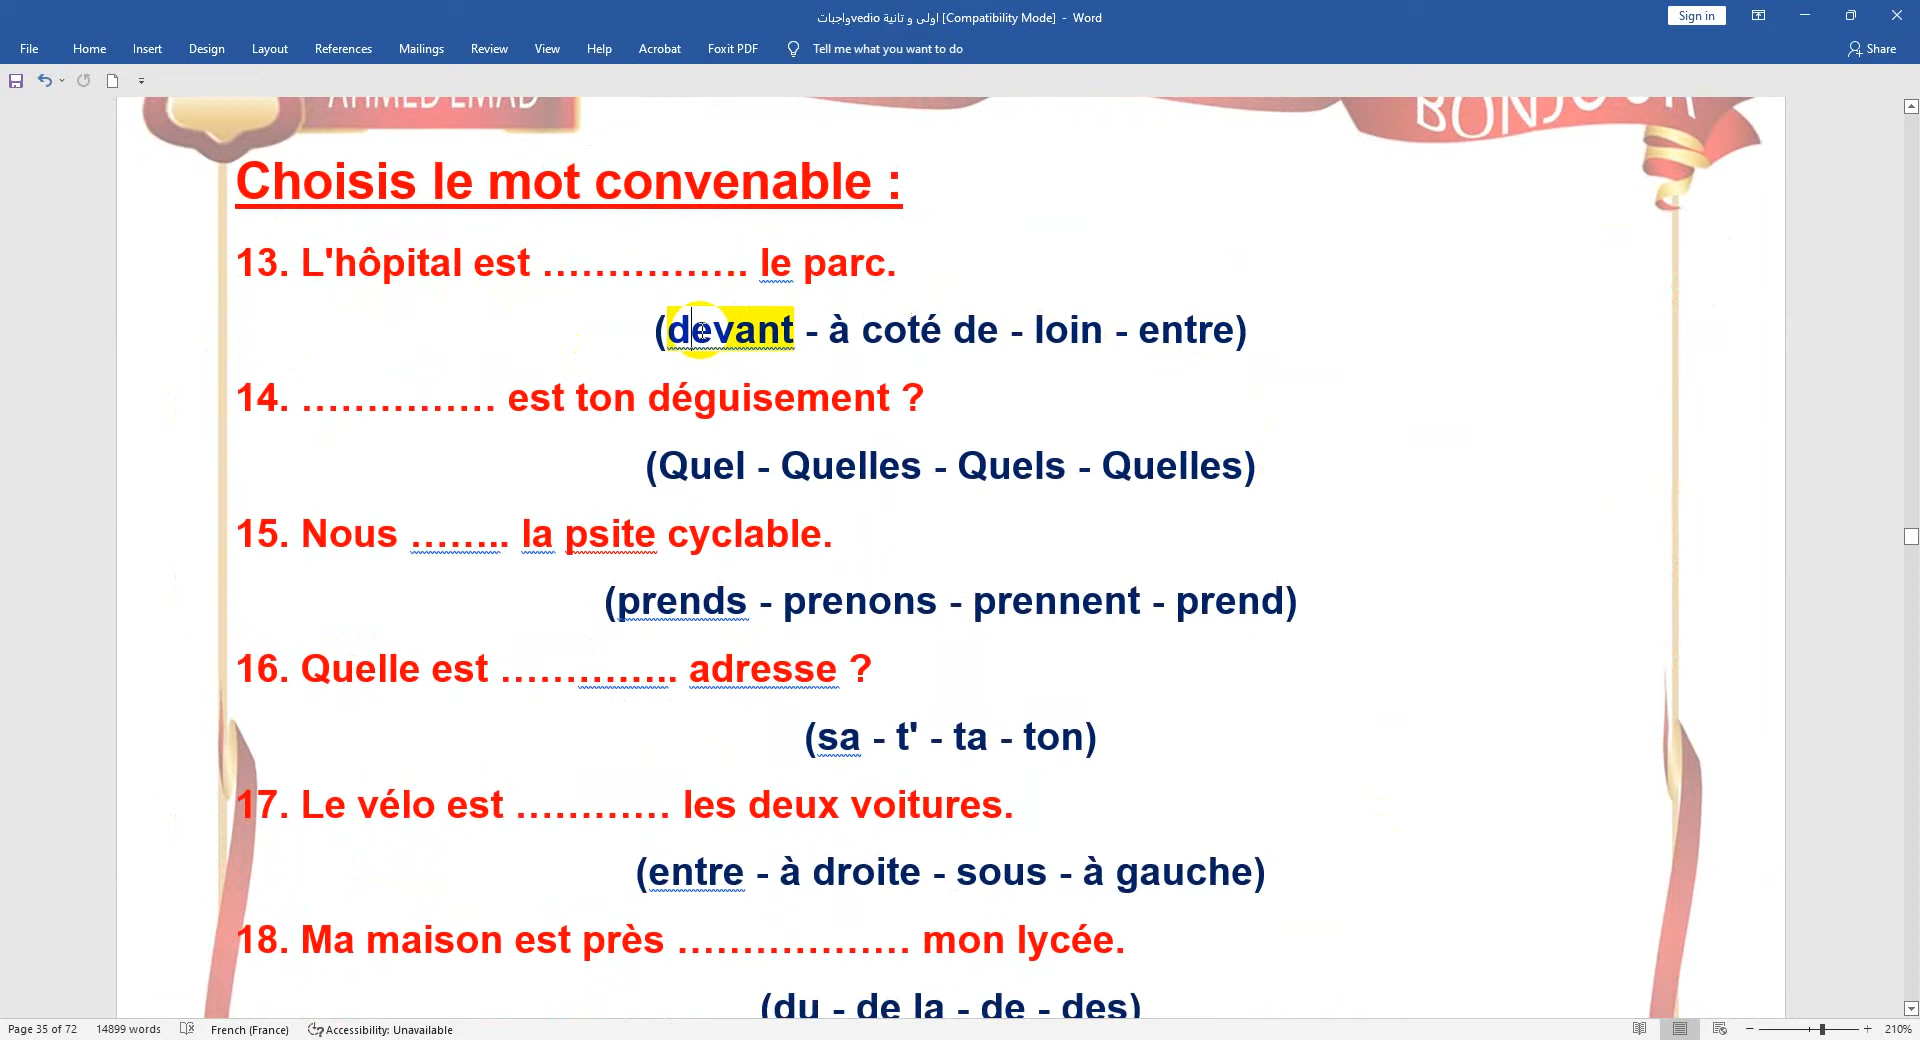 واجباتvedio اولى و تانية [Compatibility Mode] - Word
Sign in
File Home Insert Design Layout References Mailings Review View Help Acrobat Foxit PDF Tell me what you want to do Share
AHMED EMAD
BONJOUR
Choisis le mot convenable :
13. L'hôpital est ……………. le parc.
(devant - à coté de - loin - entre)
14. …………… est ton déguisement ?
(Quel - Quelles - Quels - Quelles)
15. Nous …….. la psite cyclable.
(prends - prenons - prennent - prend)
16. Quelle est ………….. adresse ?
(sa - t' - ta - ton)
17. Le vélo est ………… les deux voitures.
(entre - à droite - sous - à gauche)
18. Ma maison est près ……………… mon lycée.
(du - de la - de - des)
Page 35 of 72 14899 words French (France) Accessibility: Unavailable 210%